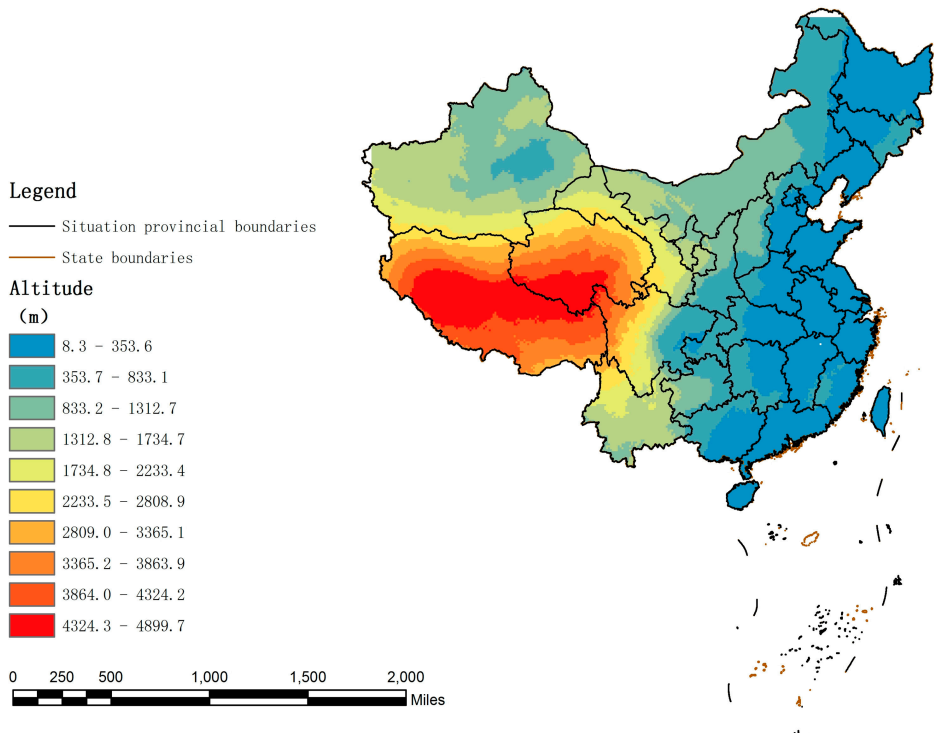 Legend
Situation provincial boundaries
State boundaries
Altitude
(m)
8.3 - 353.6
353.7 - 833.1
833.2 - 1312.7
1312.8 - 1734.7
1734.8 - 2233.4
2233.5 - 2808.9
2809.0 - 3365.1
3365.2 - 3863.9
3864.0 - 4324.2
4324.3 - 4899.7
0 250 500 1,000 1,500 2,000
Miles